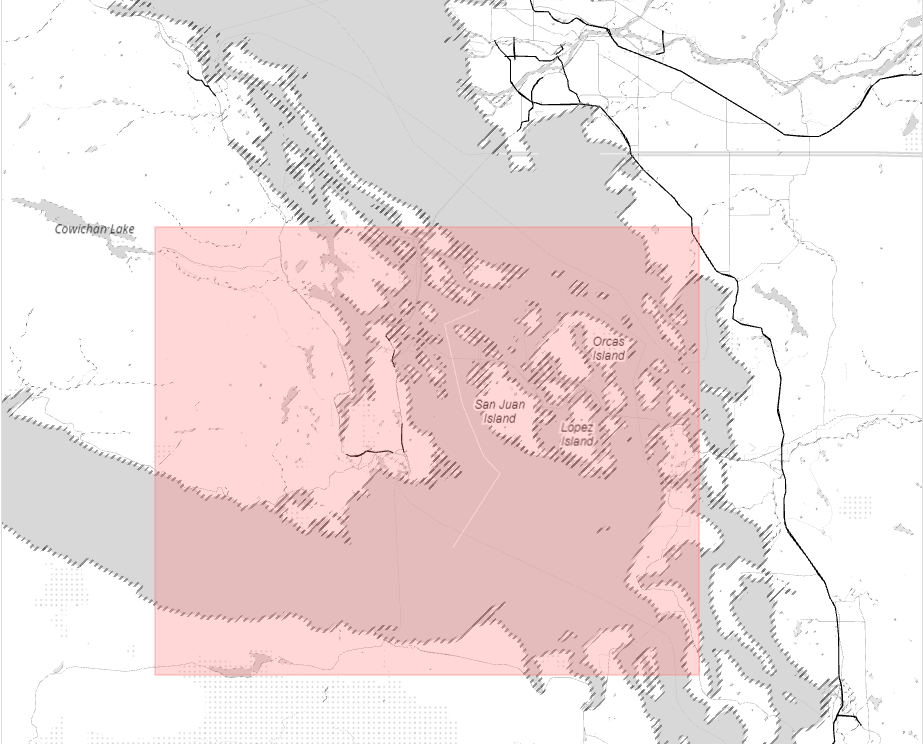 Cowichan Lake
Orcas
Island
San Juan
Island
Lopez
Island